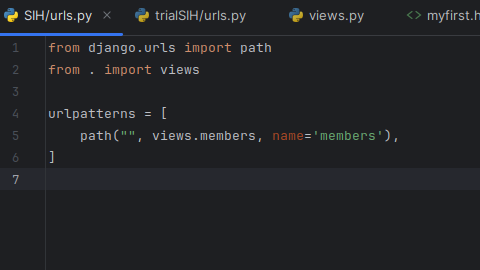 SIH/urls.py
trialSIH/urls.py
views.py
<> myfirst.h
1 from django.urls import path
2 from . import views
3
4 urlpatterns = [
5     path("", views.members, name='members'),
6 ]
7